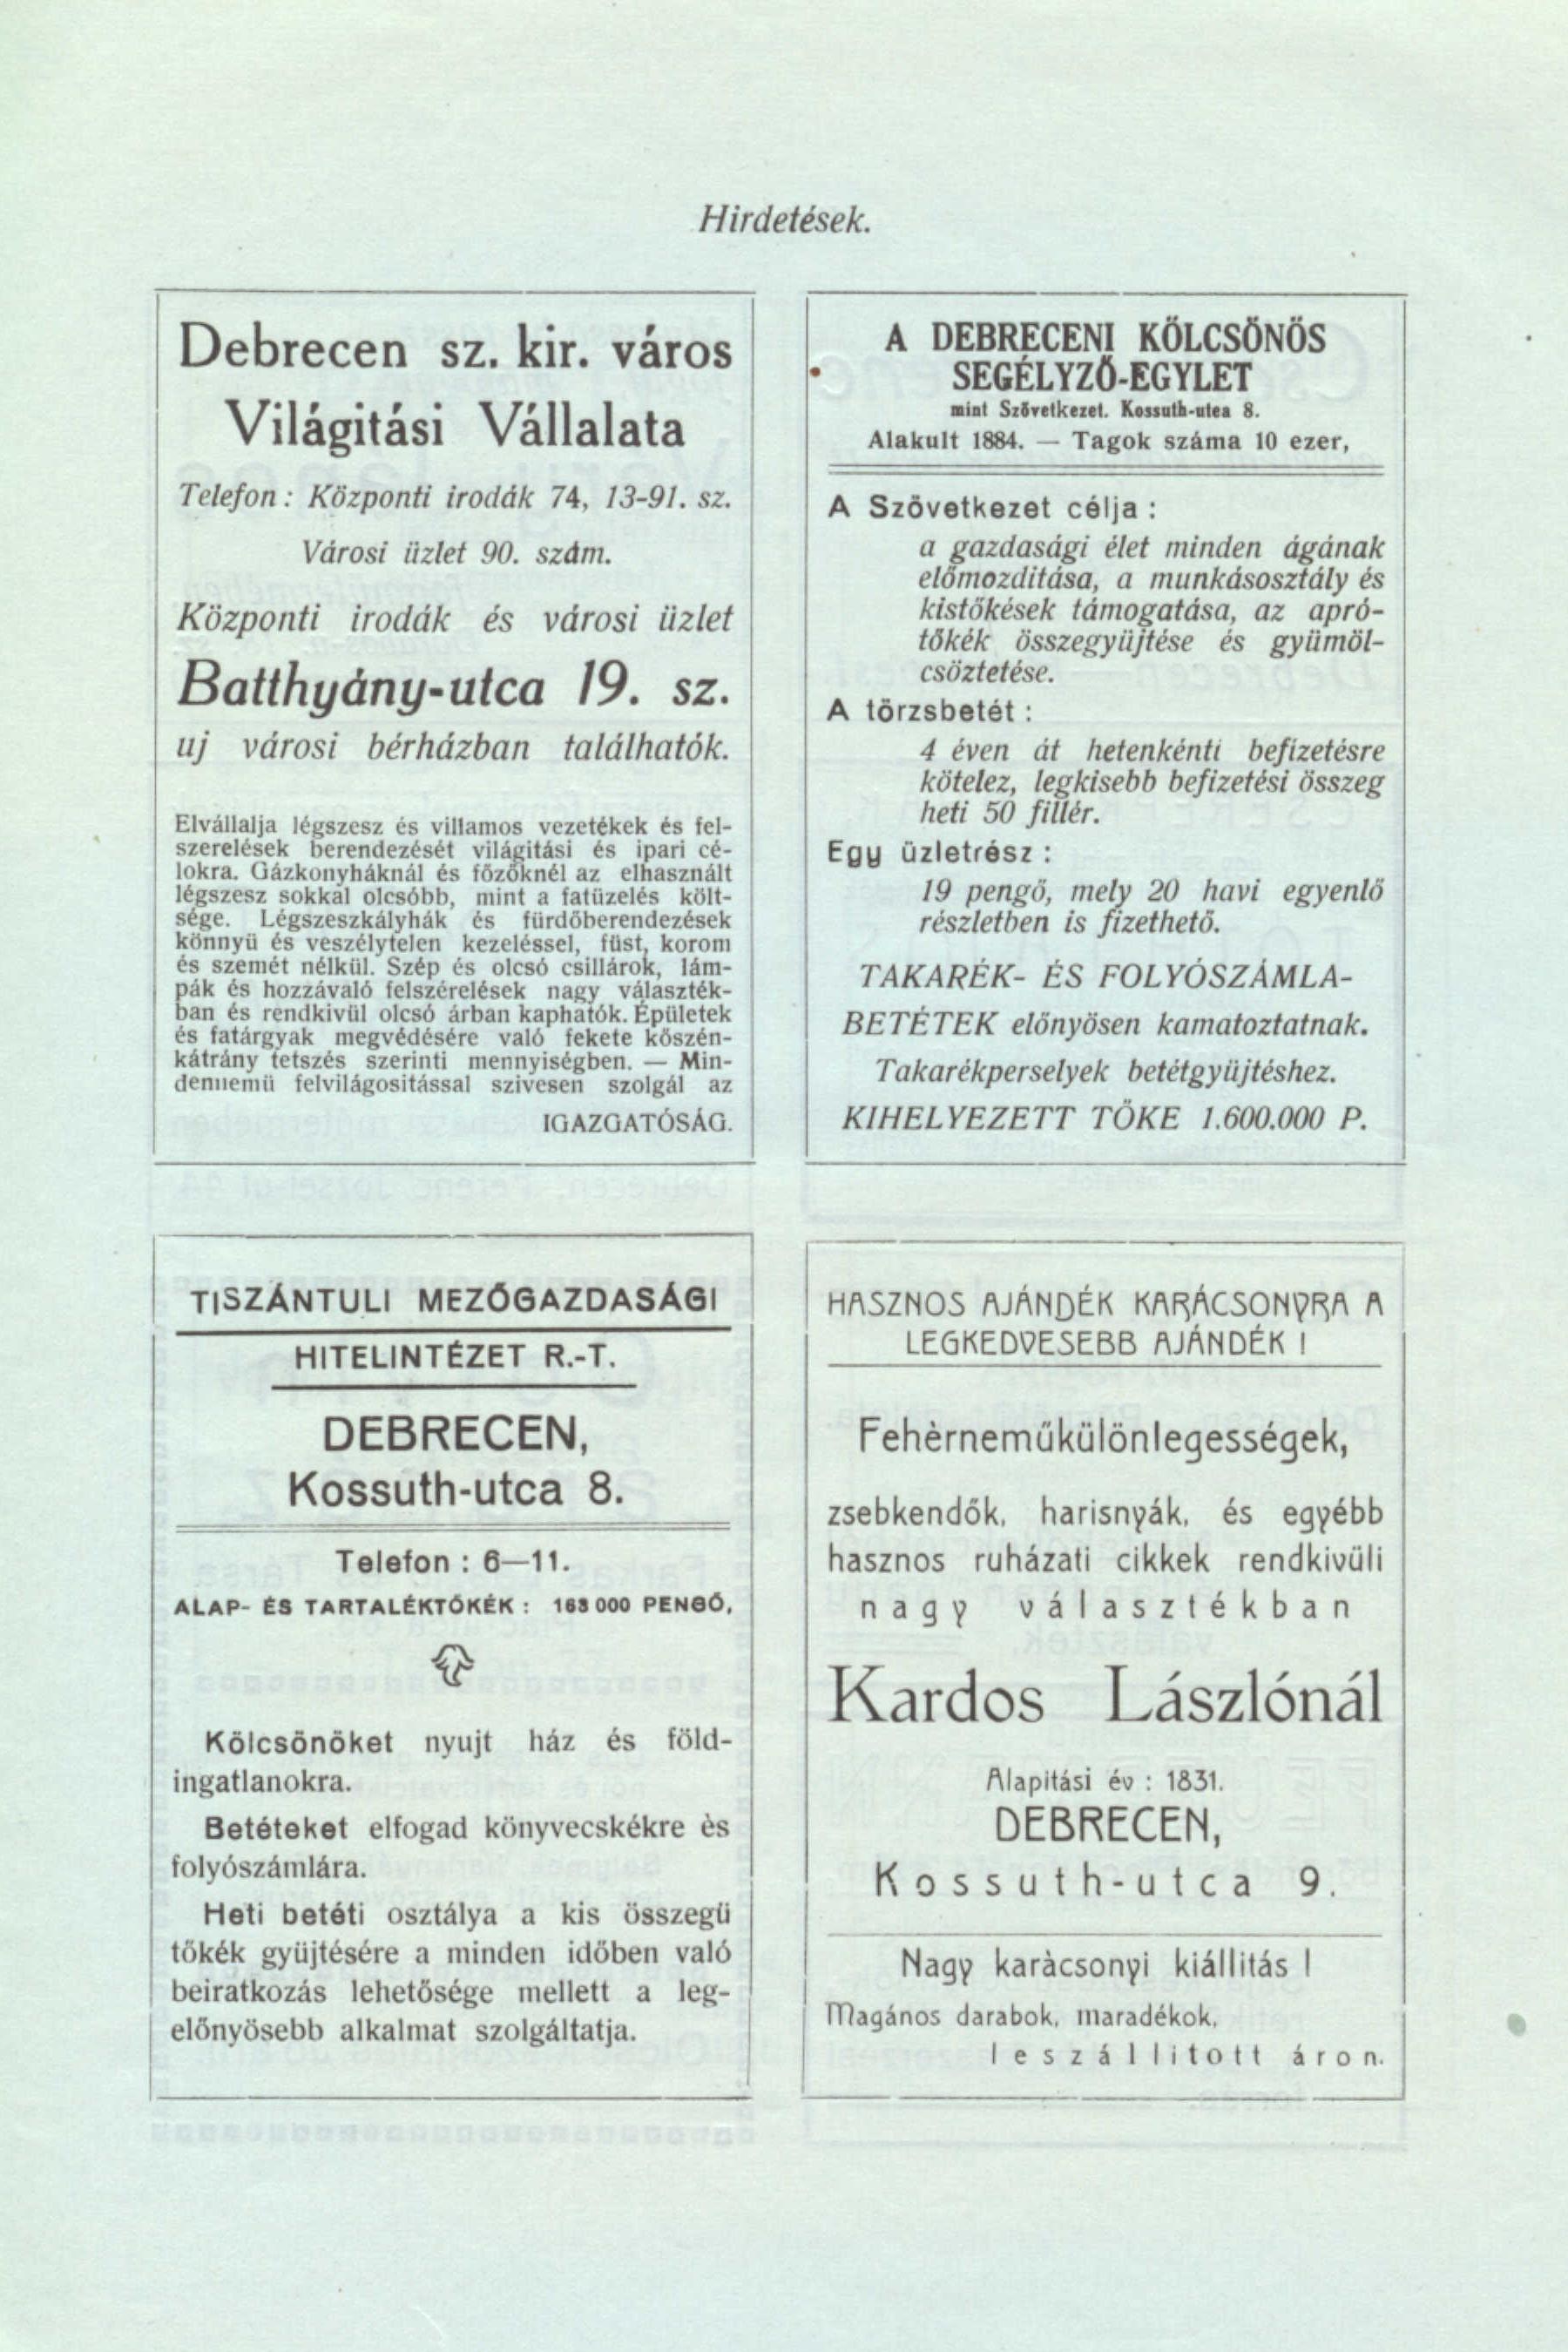 Hirdetések.
Debrecen sz. kir. város
Világitási Vállalata
Telefon: Központi irodák 74, 13-91. sz.
Városi üzlet 90. szám.
Központi irodák és városi üzlet
Batthyány-utca 19. sz.
uj városi bérházban találhatók.
Elvállalja légszesz és villamos vezetékek és fel-
szerelések berendezését világitási és ipari cé-
lokra. Gázkonyháknál és főzőknél az elhasznált
légszesz sokkal olcsóbb, mint a fatüzelés költ-
sége. Légszeszkályhák és fürdőberendezések
könnyü és veszélytelen kezeléssel, füst, korom
és szemét nélkül. Szép és olcsó csillárok, lám-
pák és hozzávaló felszérelések nagy választék-
ban és rendkivül olcsó árban kaphatók. Épületek
és fatárgyak megvédésére való fekete kőszén-
kátrány tetszés szerinti mennyiségben. — Min-
dennemü felvilágositással szivesen szolgál az
IGAZGATÓSÁG.
A DEBRECENI KÖLCSÖNÖS
SEGÉLYZŐ-EGYLET
mint Szövetkezet. Kossuth-utca 8.
Alakult 1884. — Tagok száma 10 ezer,
A Szövetkezet célja :
a gazdasági élet minden ágának
előmozditása, a munkásosztály és
kistőkések támogatása, az apró-
tőkék összegyüjtése és gyümöl-
csöztetése.
A törzsbetét :
4 éven át hetenkénti befizetésre
kötelez, legkisebb befizetési összeg
heti 50 fillér.
Egy üzletrész :
19 pengő, mely 20 havi egyenlő
részletben is fizethető.
TAKARÉK- ÉS FOLYÓSZÁMLA-
BETÉTEK előnyösen kamatoztatnak.
Takarékperselyek betétgyüjtéshez.
KIHELYEZETT TŐKE 1.600.000 P.
TISZÁNTULI MEZŐGAZDASÁGI
HITELINTÉZET R.-T.
DEBRECEN,
Kossuth-utca 8.
Telefon : 6—11.
ALAP- ÉS TARTALÉKTŐKÉK : 163 000 PENGŐ,
Kölcsönöket nyujt ház és föld-
ingatlanokra.
Betéteket elfogad könyvecskékre ès
folyószámlára.
Heti betéti osztálya a kis összegü
tőkék gyüjtésére a minden időben való
beiratkozás lehetősége mellett a leg-
előnyösebb alkalmat szolgáltatja.
HASZNOS AJÁNDÉK KARÁCSONYRA A
LEGKEDVESEBB AJÁNDÉK !
Fehèrneműkülönlegességek,
zsebkendők, harisnyák, és egyébb
hasznos ruházati cikkek rendkivüli
nagy választékban
Kardos Lászlónál
Alapitási év : 1831.
DEBRECEN,
Kossuth-utca 9.
Nagy karàcsonyi kiállitás !
Magános darabok, maradékok,
leszállitott áron.